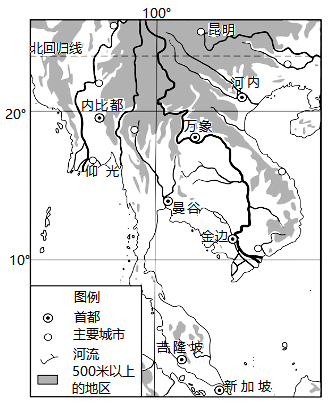 100°
昆明
北回归线
河内
20°
内比都
万象
仰光
曼谷
金边
10°
图例
首都
主要城市
河流
500米以上
的地区
吉隆坡
新加坡